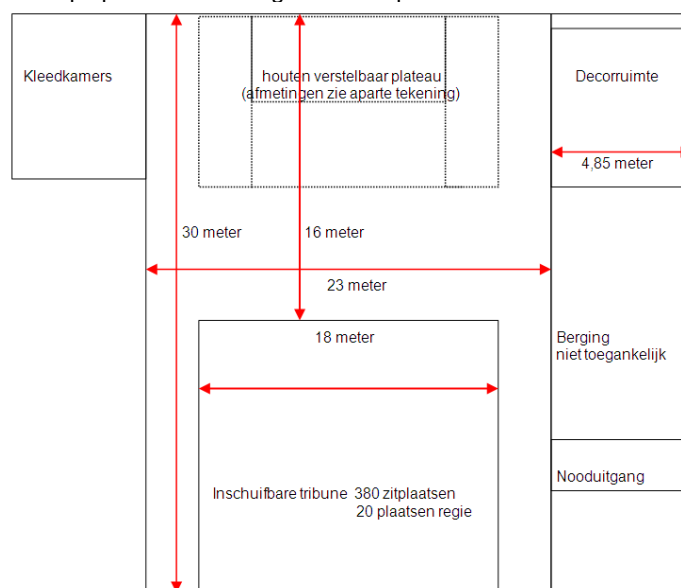 Kleedkamers
houten verstelbaar plateau
(afmetingen zie aparte tekening)
Decorruimte
4,85 meter
30 meter
16 meter
23 meter
18 meter
Berging
niet toegankelijk
Inschuifbare tribune 380 zitplaatsen
20 plaatsen regie
Nooduitgang